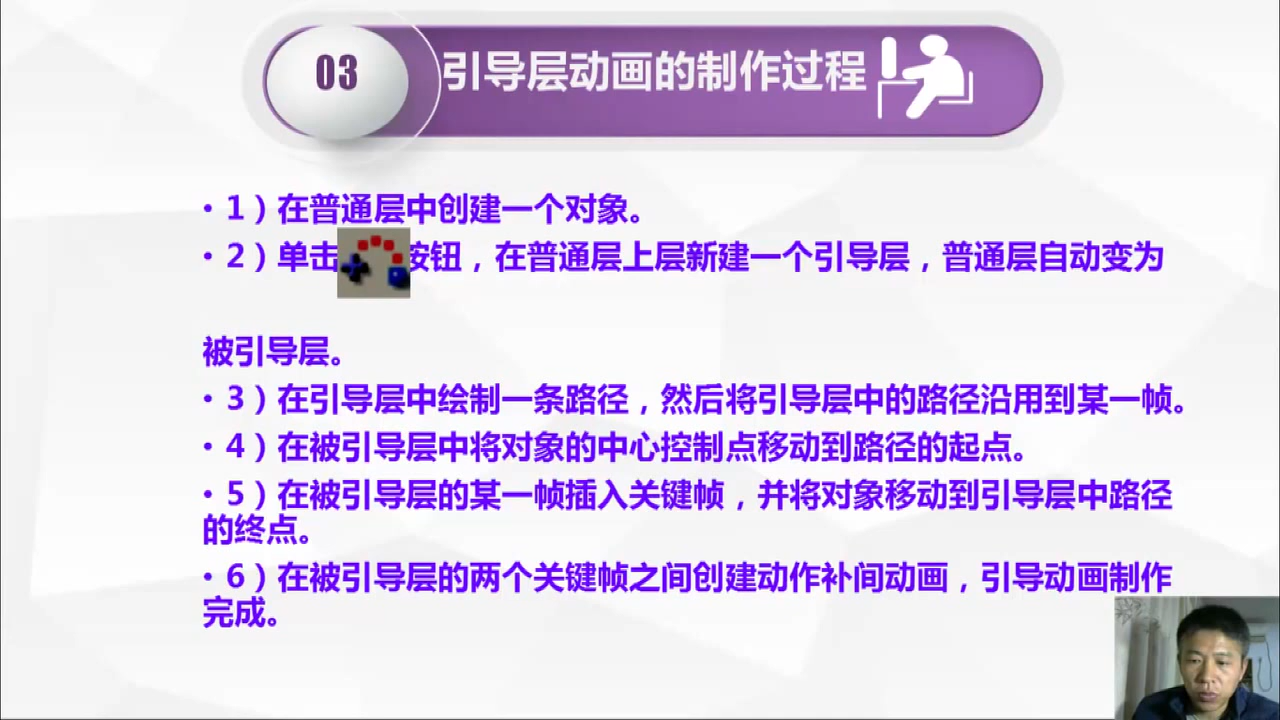 03
引导层动画的制作过程
• 1）在普通层中创建一个对象。
• 2）单击 按钮，在普通层上层新建一个引导层，普通层自动变为
被引导层。
• 3）在引导层中绘制一条路径，然后将引导层中的路径沿用到某一帧。
• 4）在被引导层中将对象的中心控制点移动到路径的起点。
• 5）在被引导层的某一帧插入关键帧，并将对象移动到引导层中路径
的终点。
• 6）在被引导层的两个关键帧之间创建动作补间动画，引导动画制作
完成。